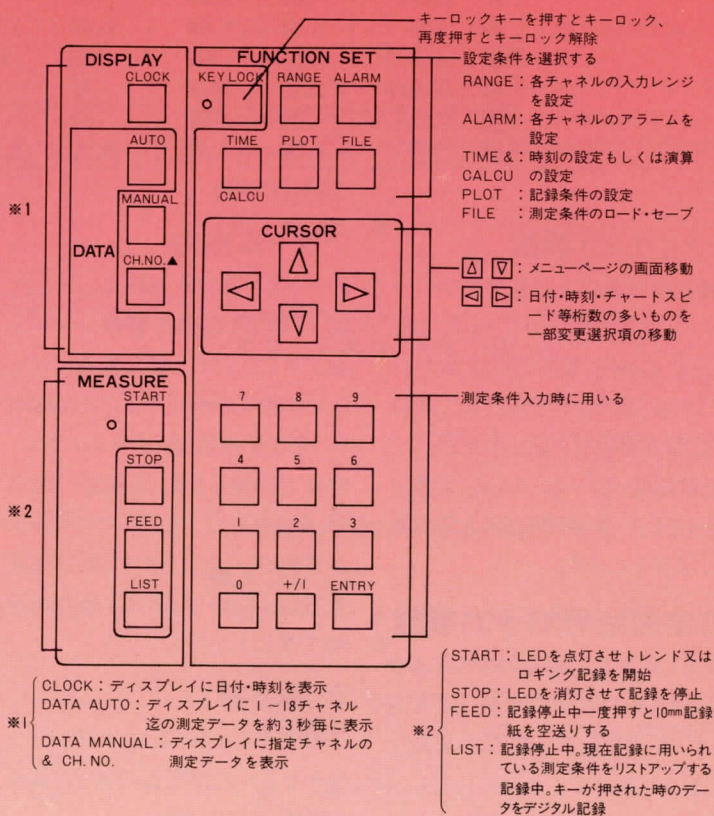 キーロックキーを押すとキーロック、
再度押すとキーロック解除
DISPLAY
CLOCK
AUTO
MANUAL
DATA
CH.NO.▲
※1
FUNCTION SET
KEY LOCK RANGE ALARM
TIME PLOT FILE
CALCU
設定条件を選択する
RANGE：各チャネルの入力レンジ
を設定
ALARM：各チャネルのアラームを
設定
TIME &：時刻の設定もしくは演算
CALCU の設定
PLOT ：記録条件の設定
FILE ：測定条件のロード・セーブ
CURSOR
△
◁ ▷
▽
△ ▽：メニューページの画面移動
◁ ▷：日付・時刻・チャートスピ
ード等桁数の多いものを
一部変更選択項の移動
MEASURE
START
STOP
FEED
LIST
※2
7 8 9
4 5 6
1 2 3
0 +/I ENTRY
測定条件入力時に用いる
※1
CLOCK：ディスプレイに日付・時刻を表示
DATA AUTO：ディスプレイに1～18チャネル
迄の測定データを約3秒毎に表示
DATA MANUAL：ディスプレイに指定チャネルの
& CH. NO. 測定データを表示
※2
START：LEDを点灯させトレンド又は
ロギング記録を開始
STOP：LEDを消灯させて記録を停止
FEED：記録停止中一度押すと10mm記録
紙を空送りする
LIST：記録停止中。現在記録に用いられ
ている測定条件をリストアップする
記録中。キーが押された時のデー
タをデジタル記録